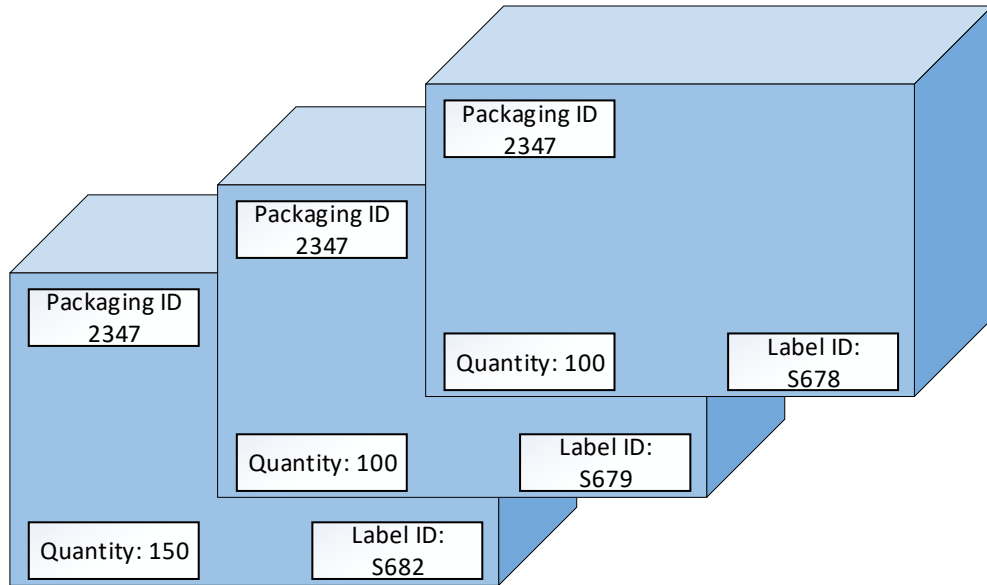 Packaging ID
2347
Quantity: 100
Label ID:
S678
Packaging ID
2347
Quantity: 100
Label ID:
S679
Packaging ID
2347
Quantity: 150
Label ID:
S682